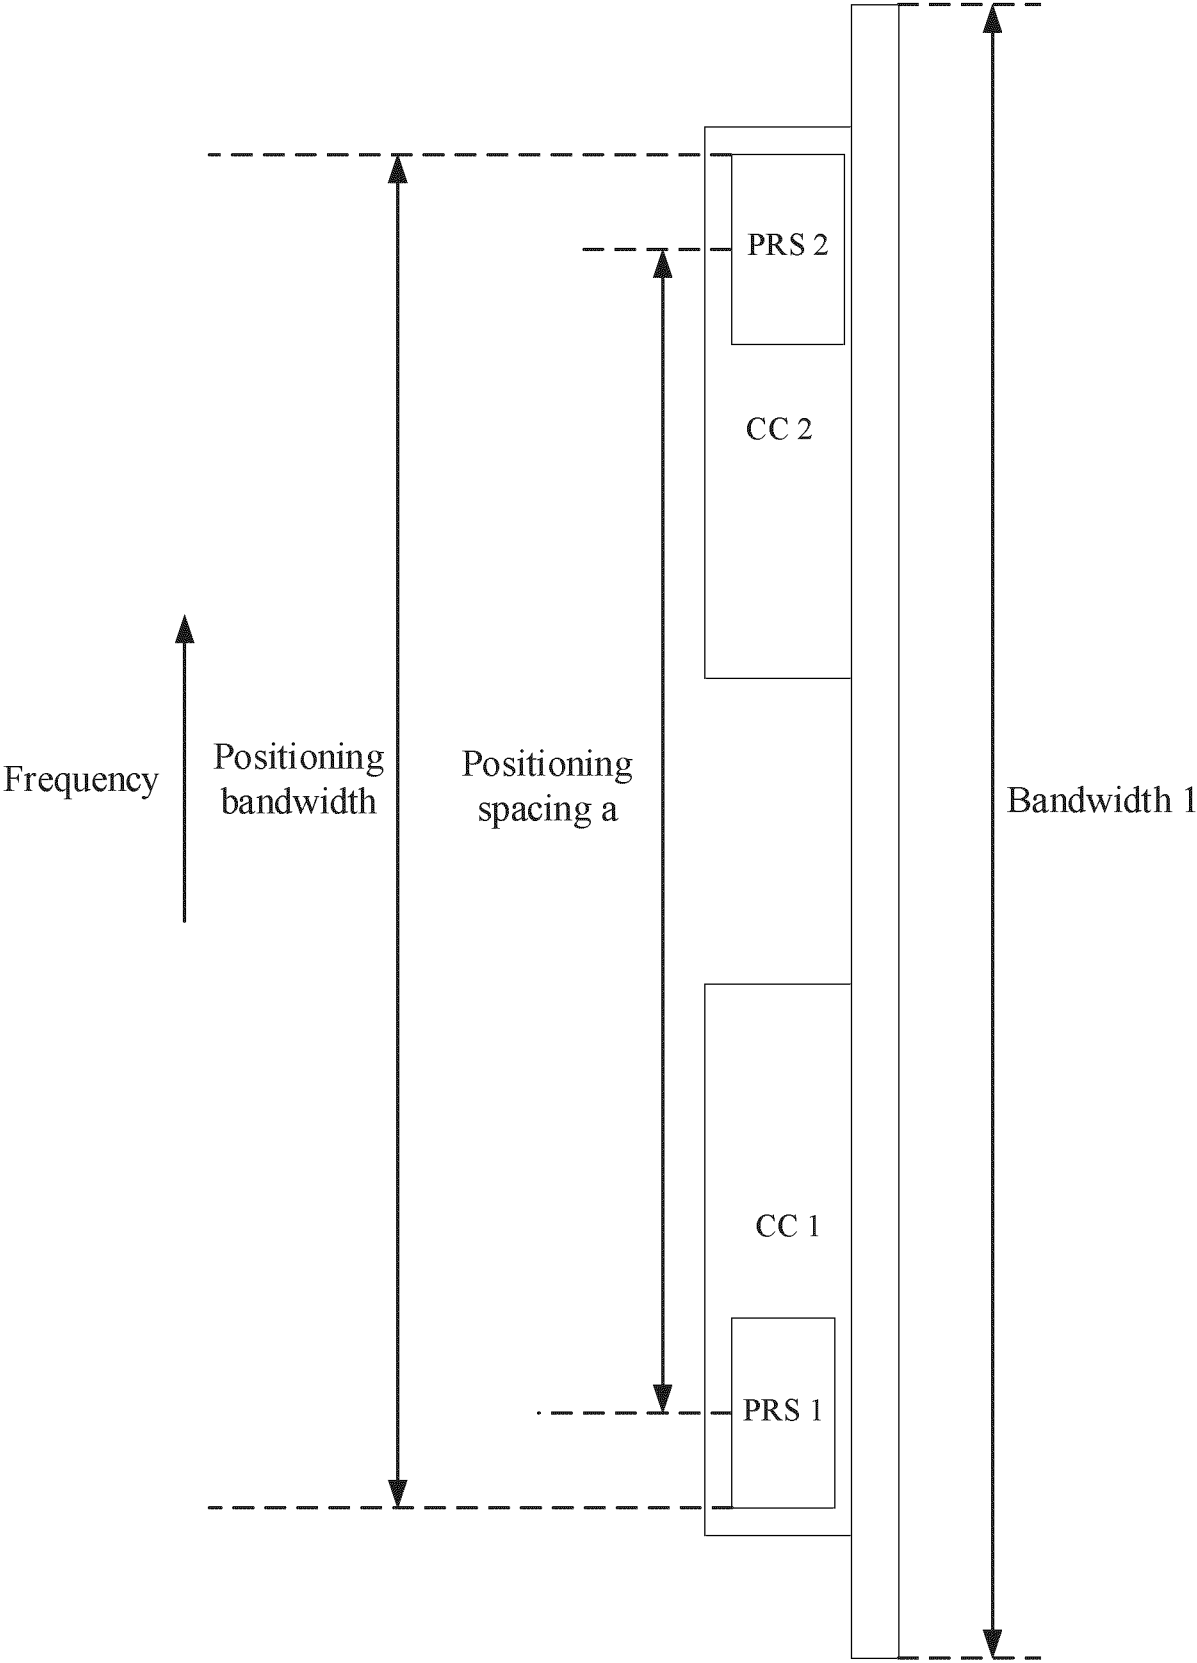 PRS 2
CC 2
Frequency
Positioning
bandwidth
Positioning
spacing a
Bandwidth 1
CC 1
PRS 1